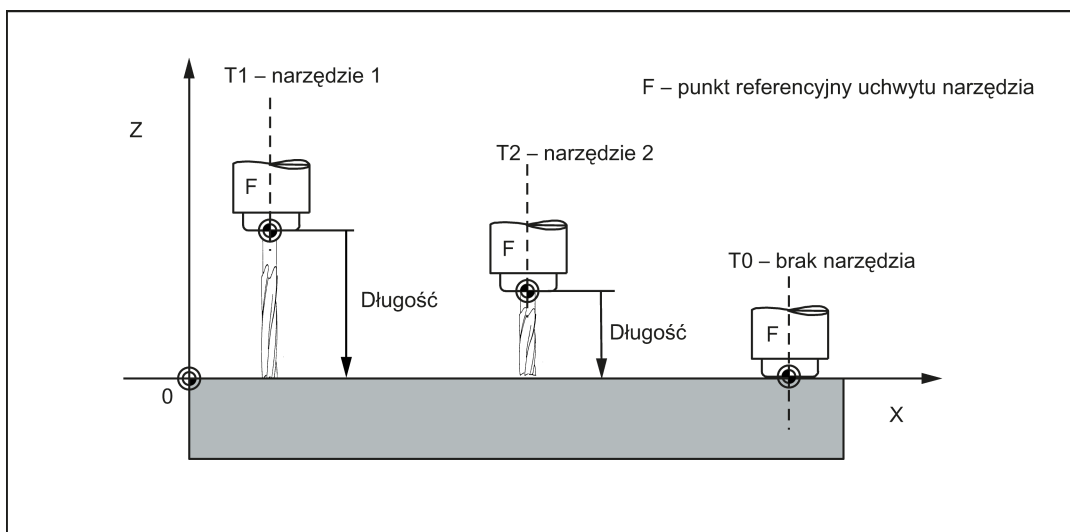 T1 – narzędzie 1
F – punkt referencyjny uchwytu narzędzia
Z
T2 – narzędzie 2
F
F
T0 – brak narzędzia
Długość
Długość
F
0
X